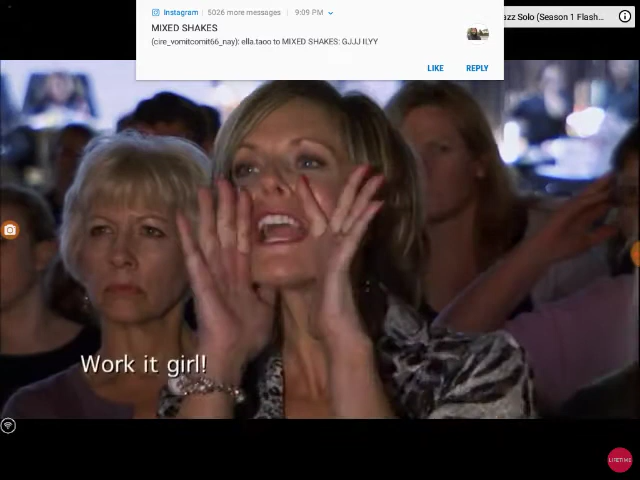 Instagram | 5026 more messages | 9:09 PM
azz Solo (Season 1 Flash...
MIXED SHAKES
(cire_vomitcomit66_nay): ella.taoo to MIXED SHAKES: GJJJ ILYY
LIKE REPLY
Work it girl!
LIFETIME